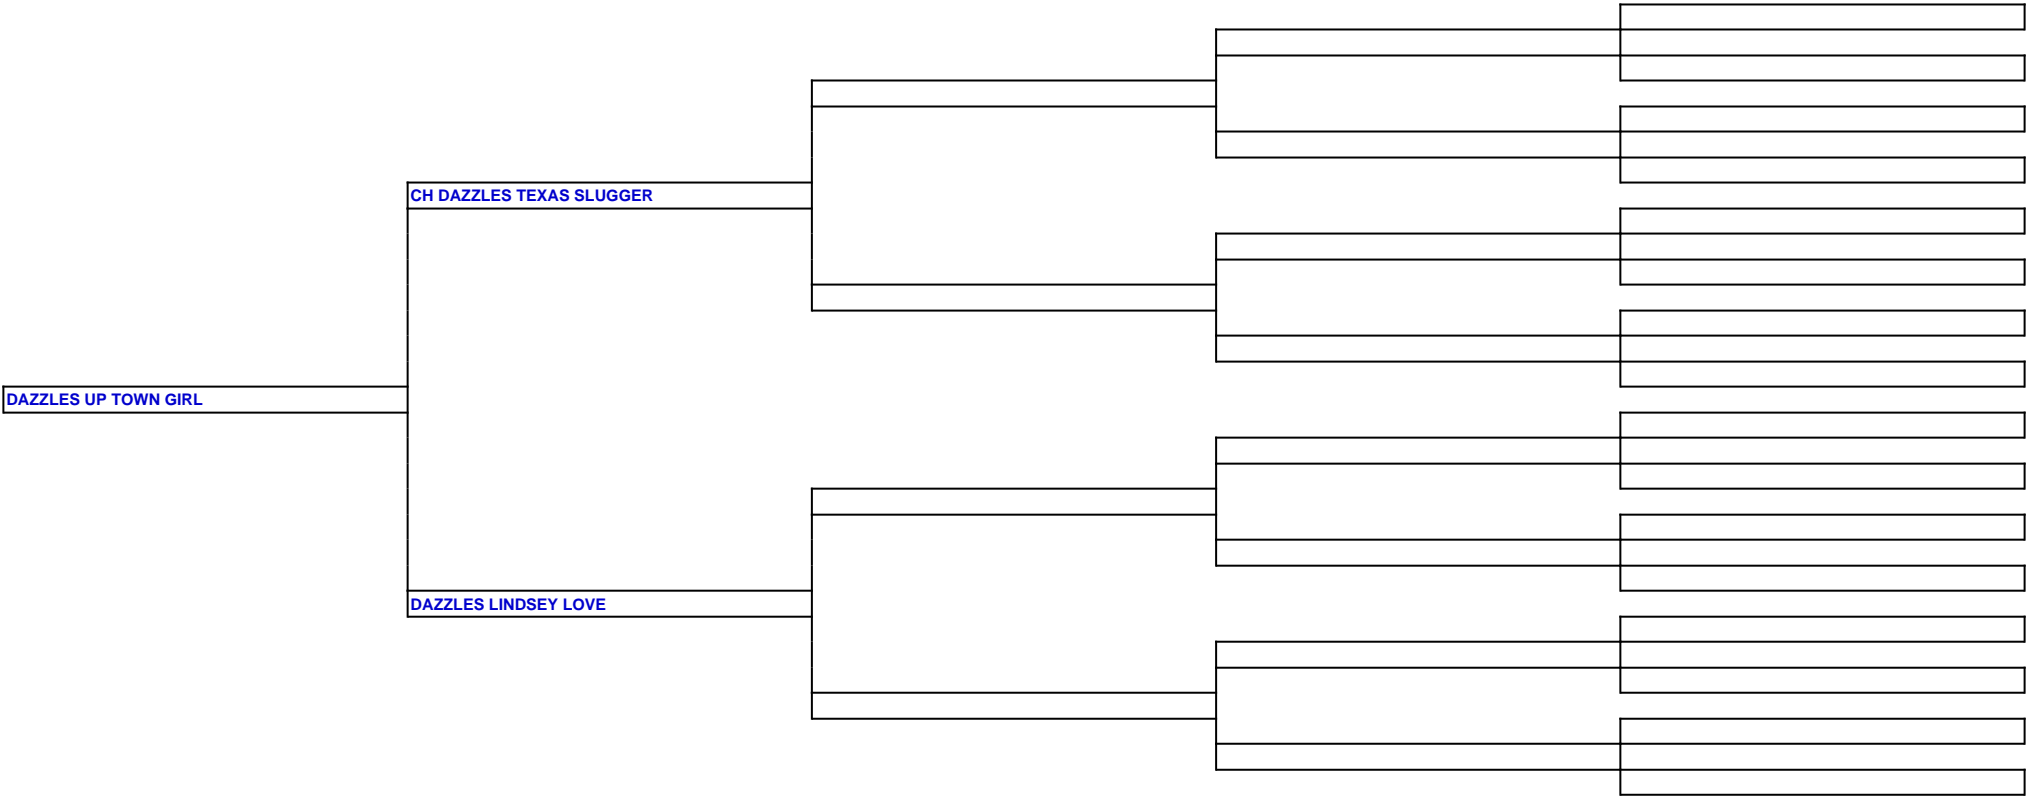 CH DAZZLES TEXAS SLUGGER
DAZZLES UP TOWN GIRL
DAZZLES LINDSEY LOVE